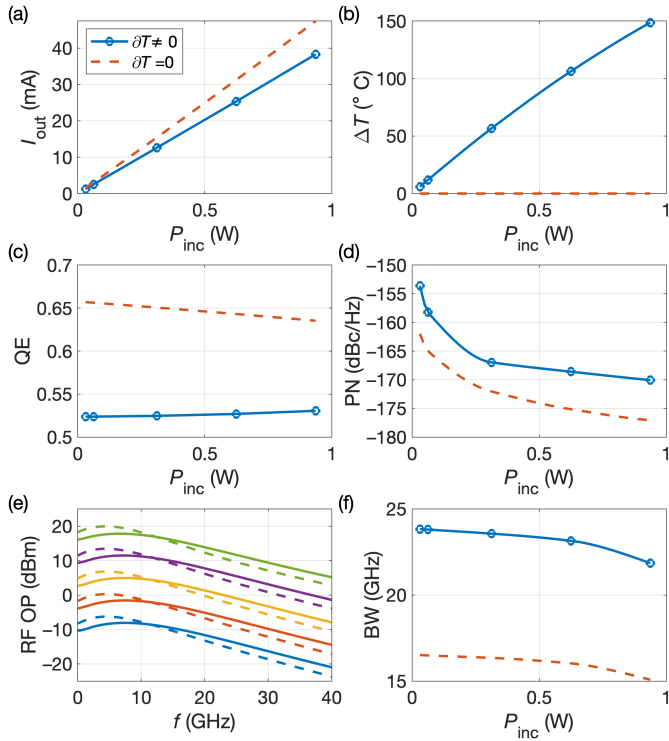 (a)
(b)
50
40
30
20
10
0
I_out (mA)
∂T ≠ 0
∂T =0
0 0.5 1
P_inc (W)
150
100
50
0
ΔT (° C)
0 0.5 1
P_inc (W)
(c)
(d)
0.7
0.65
0.6
0.55
0.5
QE
0 0.5 1
P_inc (W)
−150
−155
−160
−165
−170
−175
−180
PN (dBc/Hz)
0 0.5 1
P_inc (W)
(e)
(f)
20
10
0
−10
−20
RF OP (dBm)
0 10 20 30 40
f (GHz)
25
20
15
BW (GHz)
0 0.5 1
P_inc (W)